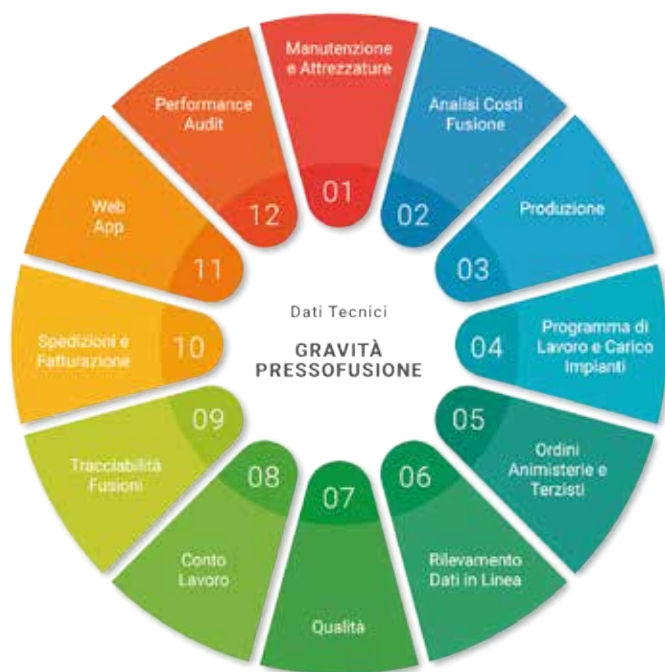 Manutenzione
e Attrezzature
01
Analisi Costi
Fusione
02
Produzione
03
Programma di
Lavoro e Carico
Impianti
04
Ordini
Animisterie e
Terzisti
05
Rilevamento
Dati in Linea
06
Qualità
07
Conto
Lavoro
08
Tracciabilità
Fusioni
09
Spedizioni e
Fatturazione
10
Web
App
11
Performance
Audit
12
Dati Tecnici
GRAVITÀ
PRESSOFUSIONE